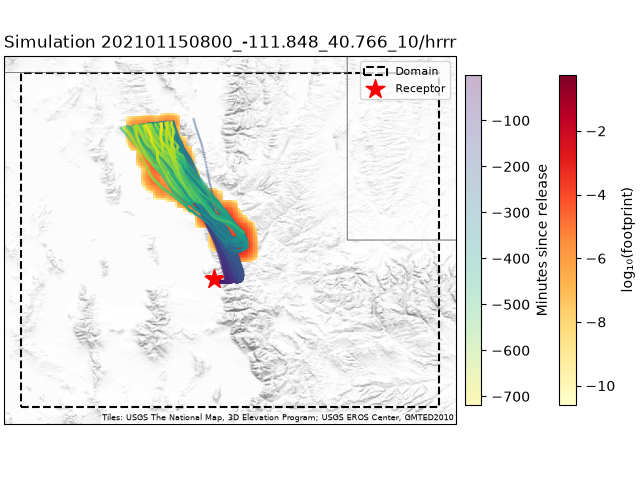 Simulation 202101150800_-111.848_40.766_10/hrrr
Domain
Receptor
−100
−200
−300
−400
−500
−600
−700
Minutes since release
−2
−4
−6
−8
−10
log₁₀(footprint)
Tiles: USGS The National Map, 3D Elevation Program; USGS EROS Center, GMTED2010